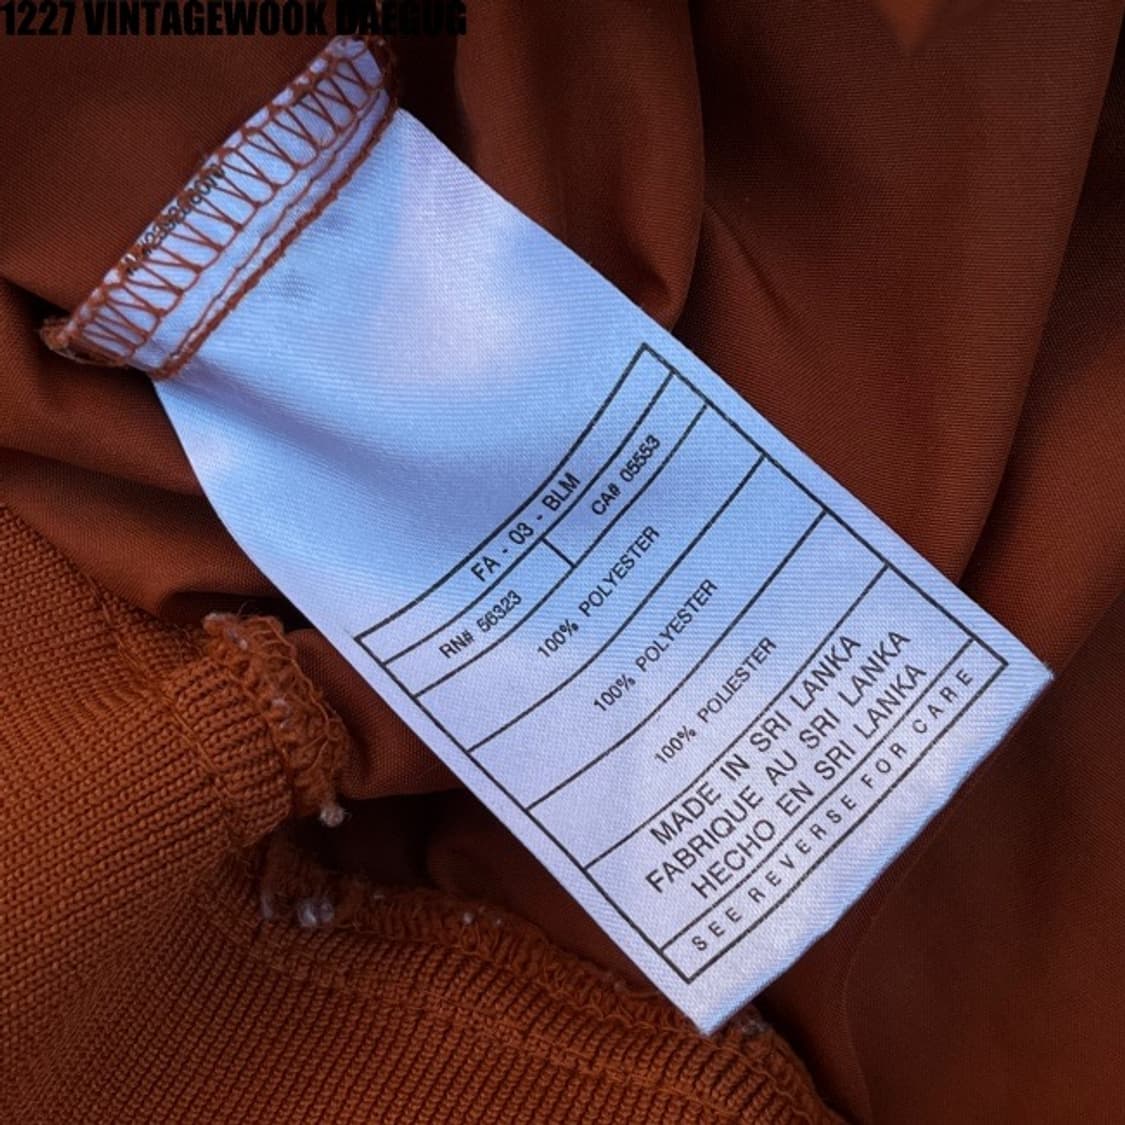 1227 VINTAGEWOOK DAEGUG
FA - 03 - BLM
RN# 56323 CA# 05553
100% POLYESTER
100% POLYESTER
100% POLIESTER
MADE IN SRI LANKA
FABRIQUE AU SRI LANKA
HECHO EN SRI LANKA
SEE REVERSE FOR CARE